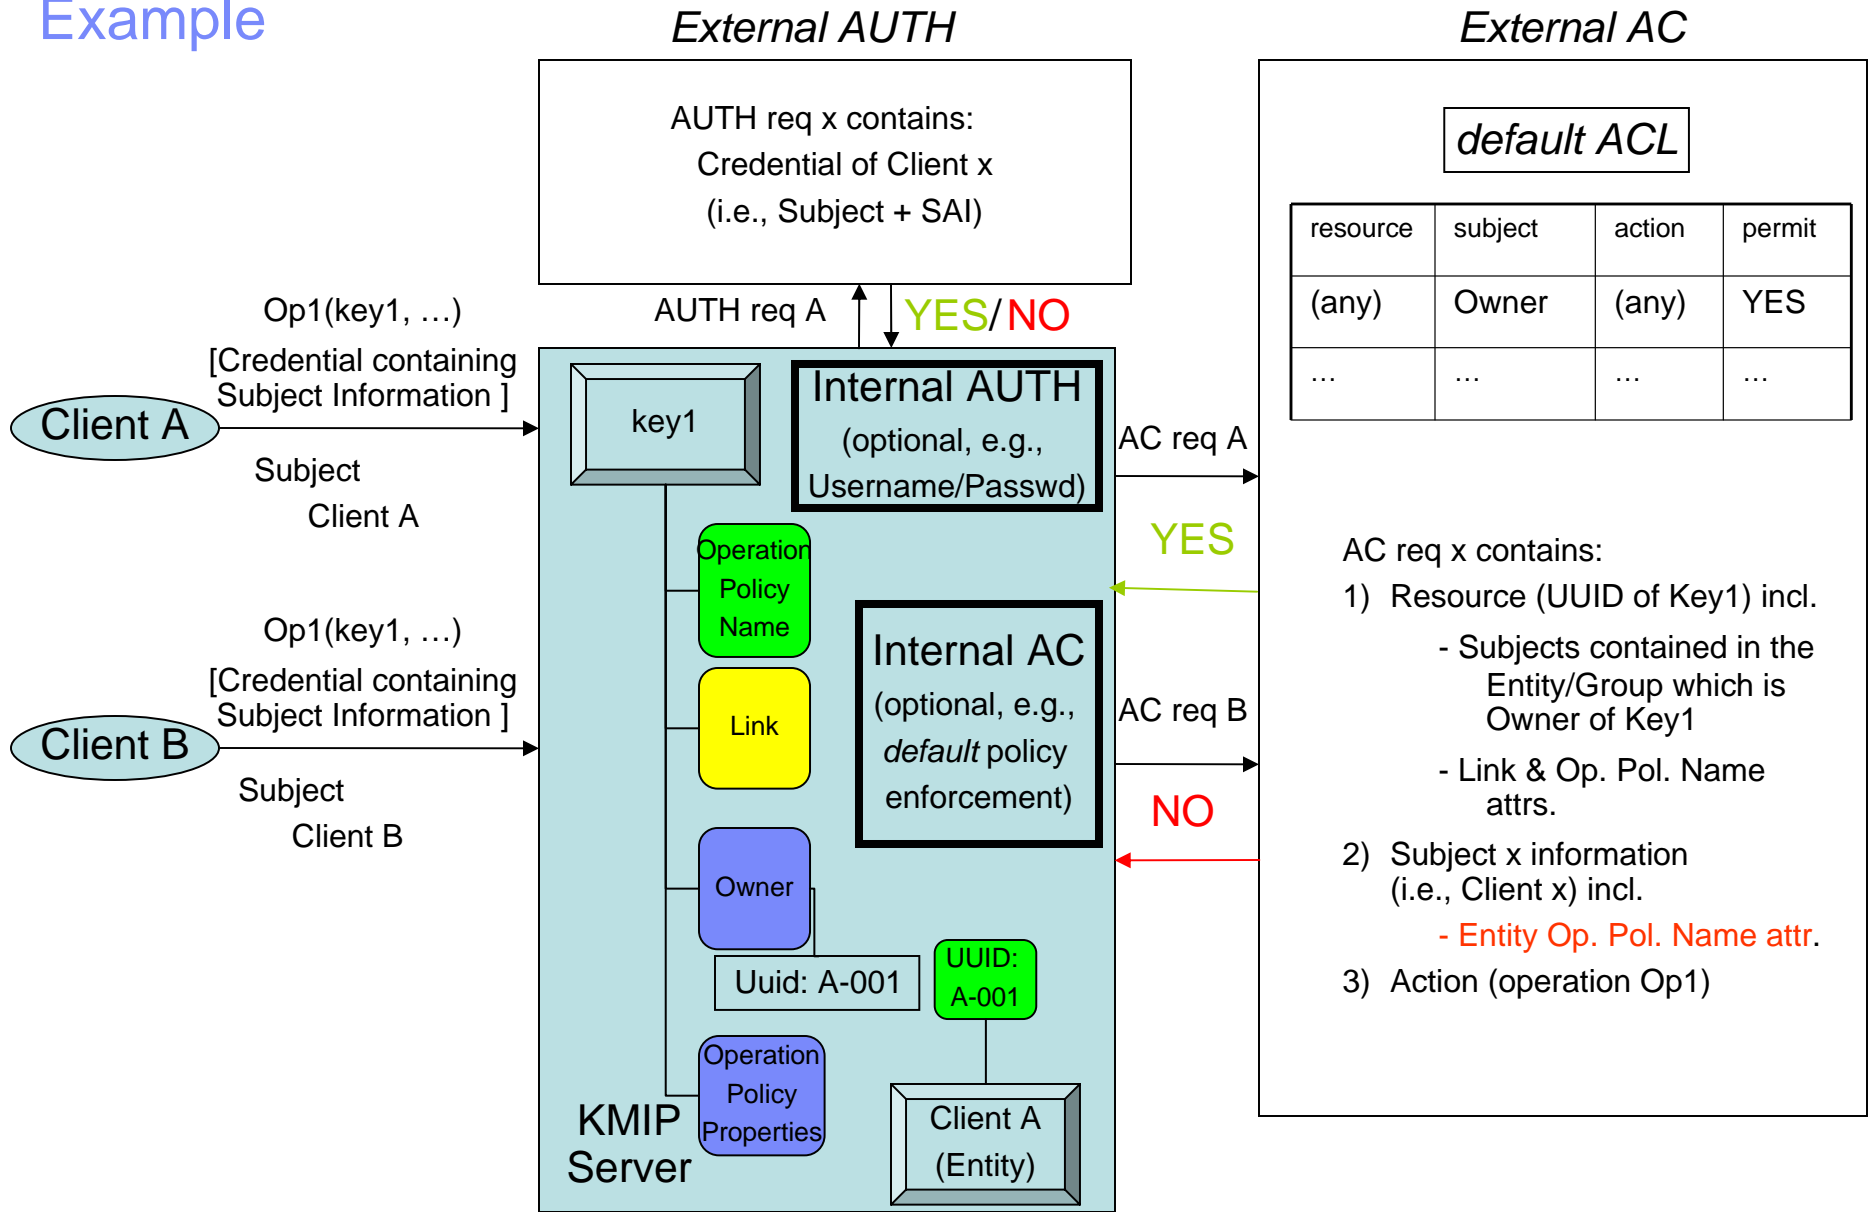 Example
External AUTH
External AC
AUTH req x contains:
Credential of Client x
(i.e., Subject + SAI)
default ACL
resource subject action permit
(any) Owner (any) YES
… … … …
AUTH req A
YES/ NO
Op1(key1, …)
[Credential containing
Subject Information ]
Client A
Subject
Client A
Op1(key1, …)
[Credential containing
Subject Information ]
Client B
Subject
Client B
key1
Internal AUTH
(optional, e.g.,
Username/Passwd)
Operation
Policy
Name
Link
Owner
Uuid: A-001
Operation
Policy
Properties
Internal AC
(optional, e.g.,
default policy
enforcement)
UUID:
A-001
Client A
(Entity)
KMIP
Server
AC req A
YES
AC req B
NO
AC req x contains:
1) Resource (UUID of Key1) incl.
- Subjects contained in the
Entity/Group which is
Owner of Key1
- Link & Op. Pol. Name
attrs.
2) Subject x information
(i.e., Client x) incl.
- Entity Op. Pol. Name attr.
3) Action (operation Op1)